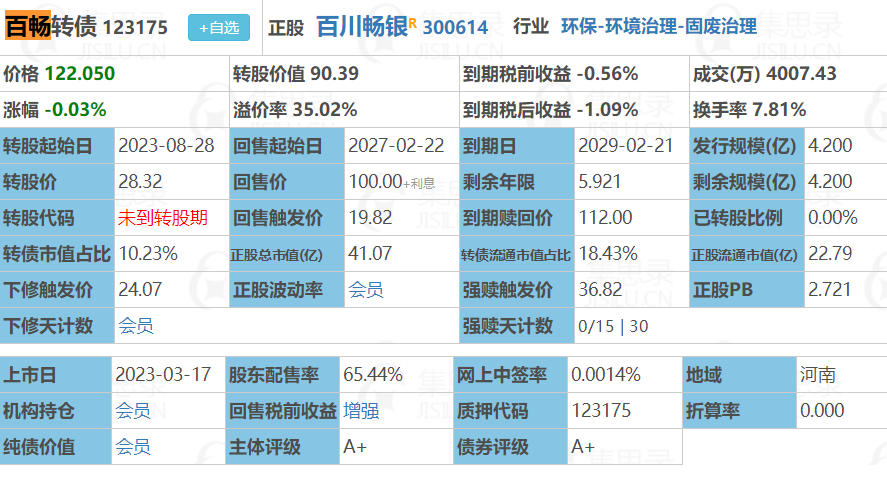 百畅转债 123175 +自选 正股 百川畅银R 300614 行业 环保-环境治理-固废治理
价格 122.050 转股价值 90.39 到期税前收益 -0.56% 成交(万) 4007.43
涨幅 -0.03% 溢价率 35.02% 到期税后收益 -1.09% 换手率 7.81%
转股起始日 2023-08-28 回售起始日 2027-02-22 到期日 2029-02-21 发行规模(亿) 4.200
转股价 28.32 回售价 100.00+利息 剩余年限 5.921 剩余规模(亿) 4.200
转股代码 未到转股期 回售触发价 19.82 到期赎回价 112.00 已转股比例 0.00%
转债市值占比 10.23% 正股总市值(亿) 41.07 转债流通市值占比 18.43% 正股流通市值(亿) 22.79
下修触发价 24.07 正股波动率 会员 强赎触发价 36.82 正股PB 2.721
下修天计数 会员 强赎天计数 0/15 | 30
上市日 2023-03-17 股东配售率 65.44% 网上中签率 0.0014% 地域 河南
机构持仓 会员 回售税前收益 增强 质押代码 123175 折算率 0.000
纯债价值 会员 主体评级 A+ 债券评级 A+
集思录
JISILU.CN